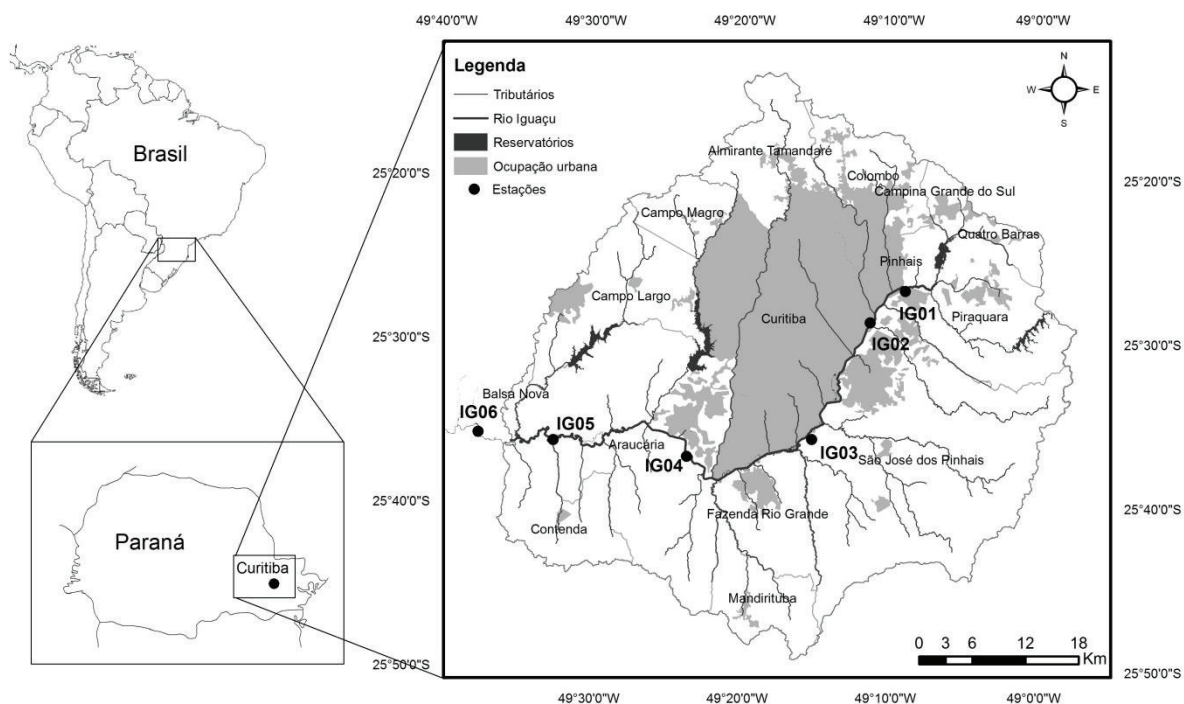 49°40'0"W
49°30'0"W
49°20'0"W
49°10'0"W
49°0'0"W
Legenda
Tributários
Rio Iguaçu
Reservatórios
Ocupação urbana
Estações
N
W
E
S
Brasil
25°20'0"S
25°20'0"S
Almirante Tamandaré
Colombo
Campina Grande do Sul
Campo Magro
Quatro Barras
Pinhais
Campo Largo
IG01
Piraquara
Curitiba
IG02
25°30'0"S
25°30'0"S
Balsa Nova
IG06
IG05
Araucária
IG04
IG03
São José dos Pinhais
25°40'0"S
25°40'0"S
Fazenda Rio Grande
Contenda
Paraná
Curitiba
Mandirituba
0 3 6 12 18
Km
25°50'0"S
25°50'0"S
49°30'0"W
49°20'0"W
49°10'0"W
49°0'0"W